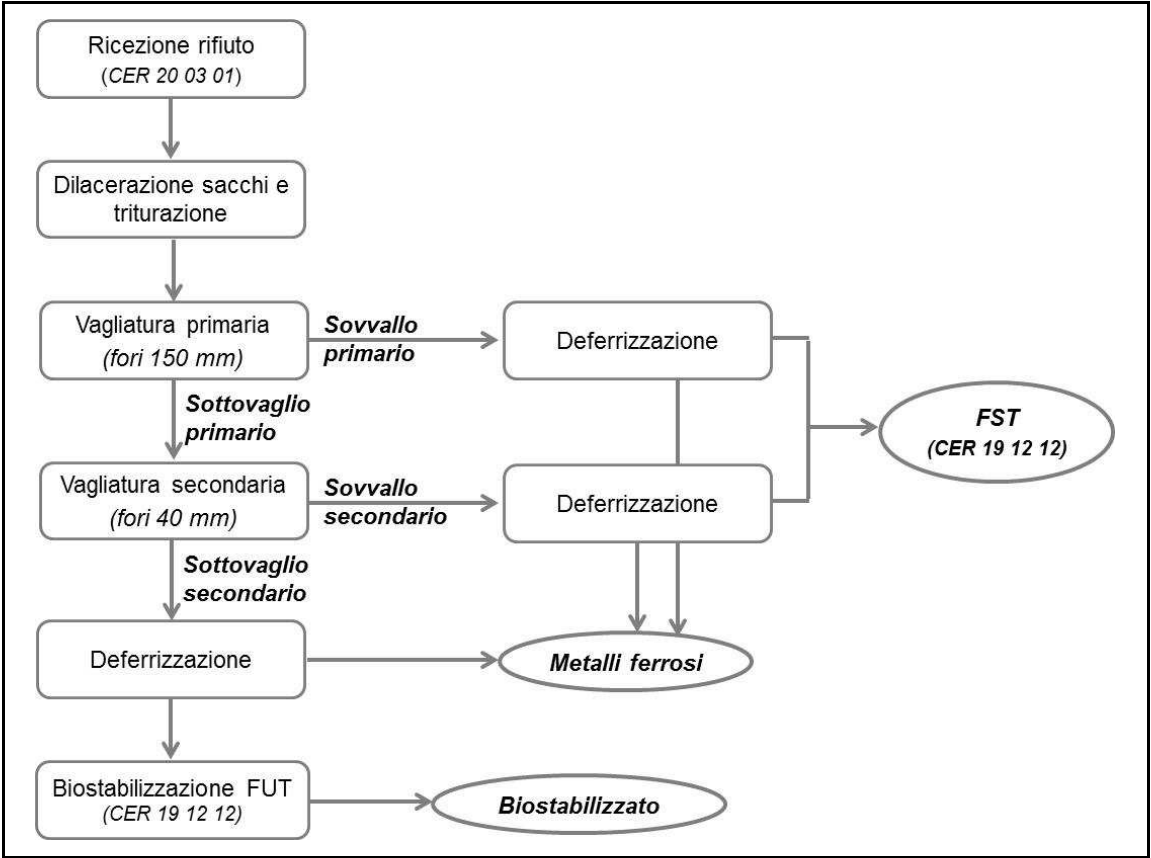 Ricezione rifiuto
(CER 20 03 01)
Dilacerazione sacchi e
triturazione
Vagliatura primaria
(fori 150 mm)
Sovvallo
primario
Deferrizzazione
Sottovaglio
primario
FST
(CER 19 12 12)
Vagliatura secondaria
(fori 40 mm)
Sovvallo
secondario
Deferrizzazione
Sottovaglio
secondario
Deferrizzazione
Metalli ferrosi
Biostabilizzazione FUT
(CER 19 12 12)
Biostabilizzato